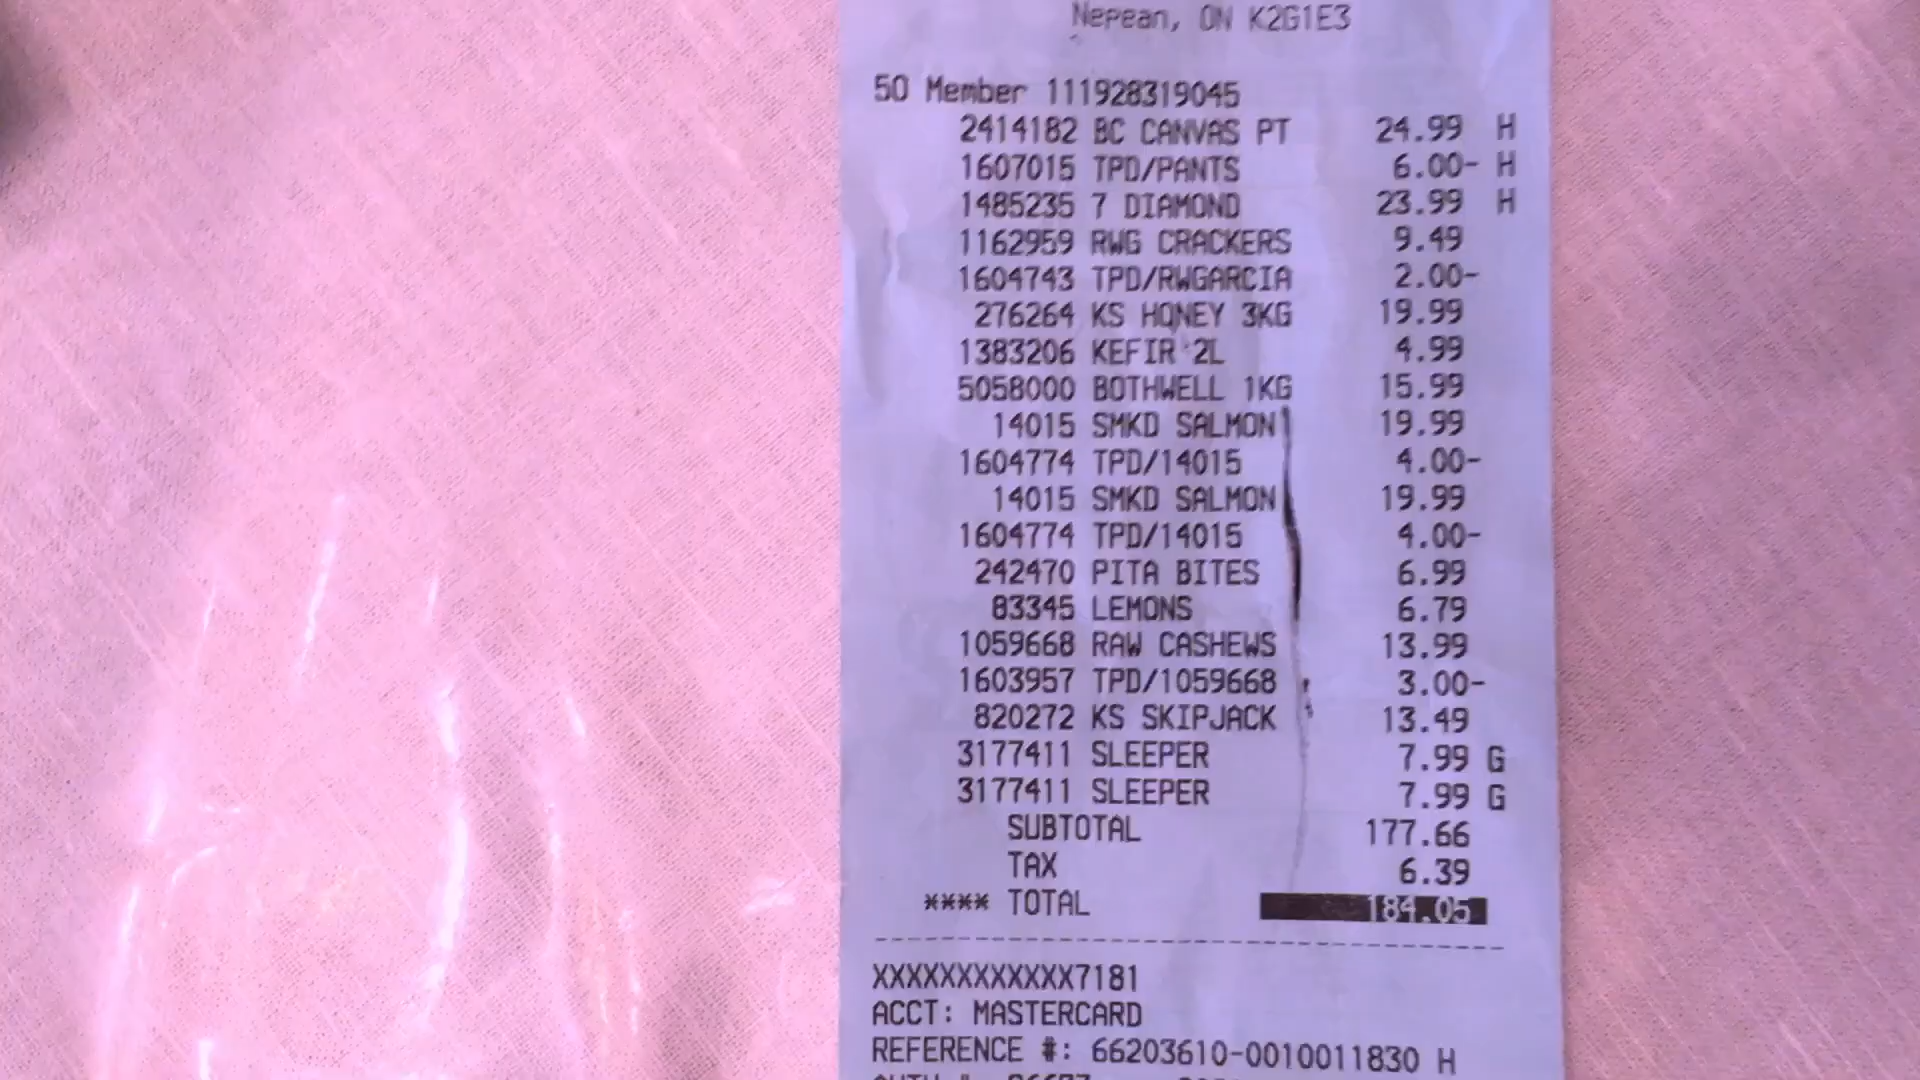 Nepean, ON K2G1E3
50 Member 111928319045
2414182 BC CANVAS PT 24.99 H
1607015 TPD/PANTS 6.00- H
1485235 7 DIAMOND 23.99 H
1162959 RWG CRACKERS 9.49
1604743 TPD/RWGARCIA 2.00-
276264 KS HONEY 3KG 19.99
1383206 KEFIR 2L 4.99
5058000 BOTHWELL 1KG 15.99
14015 SMKD SALMON 19.99
1604774 TPD/14015 4.00-
14015 SMKD SALMON 19.99
1604774 TPD/14015 4.00-
242470 PITA BITES 6.99
83345 LEMONS 6.79
1059668 RAW CASHEWS 13.99
1603957 TPD/1059668 3.00-
820272 KS SKIPJACK 13.49
3177411 SLEEPER 7.99 G
3177411 SLEEPER 7.99 G
SUBTOTAL 177.66
TAX 6.39
**** TOTAL 184.05
XXXXXXXXXXXX7181
ACCT: MASTERCARD
REFERENCE #: 66203610-0010011830 H